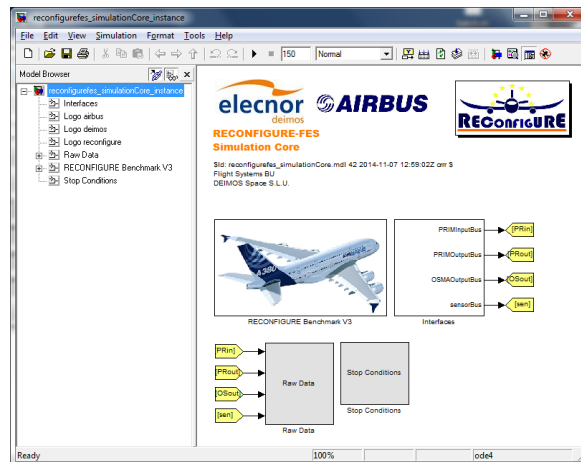 reconfigurefes_simulationCore_instance
File Edit View Simulation Format Tools Help
150 Normal
Model Browser
reconfigurefes_simulationCore_instance
Interfaces
Logo airbus
Logo deimos
Logo reconfigure
Raw Data
RECONFIGURE Benchmark V3
Stop Conditions
elecnor
deimos
AIRBUS
RECONFIGURE
RECONFIGURE-FES
Simulation Core
$Id: reconfigurefes_simulationCore.mdl 42 2014-11-07 12:59:02Z orrr $
Flight Systems BU
DEIMOS Space S.L.U.
A380
RECONFIGURE Benchmark V3
PRIMInputBus
[PRin]
PRIMOutputBus
[PRout]
OSMAOutputBus
[OSout]
sensorBus
[sen]
Interfaces
[PRin]
[PRout]
[OSout]
[sen]
Raw Data
Raw Data
Stop Conditions
Stop Conditions
Ready 100% ode4